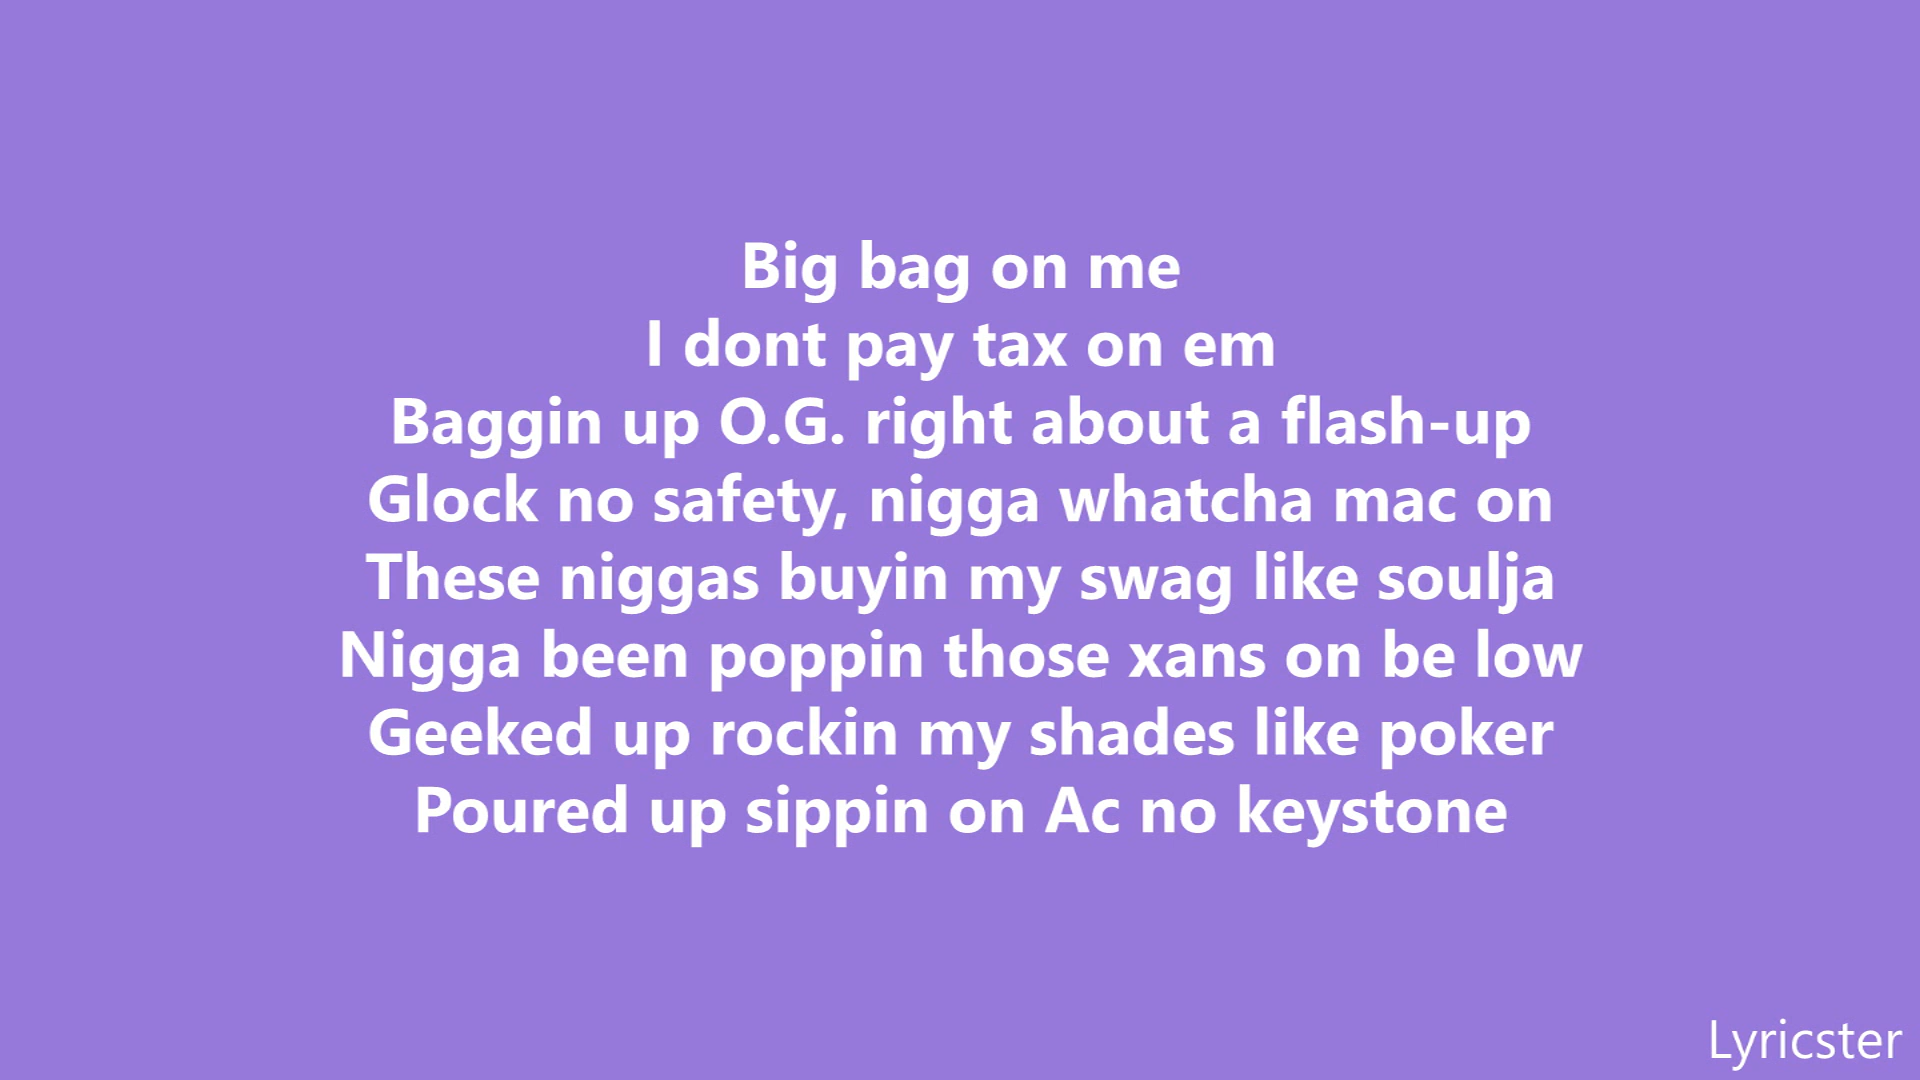 Big bag on me
I dont pay tax on em
Baggin up O.G. right about a flash-up
Glock no safety, nigga whatcha mac on
These niggas buyin my swag like soulja
Nigga been poppin those xans on be low
Geeked up rockin my shades like poker
Poured up sippin on Ac no keystone
Lyricster